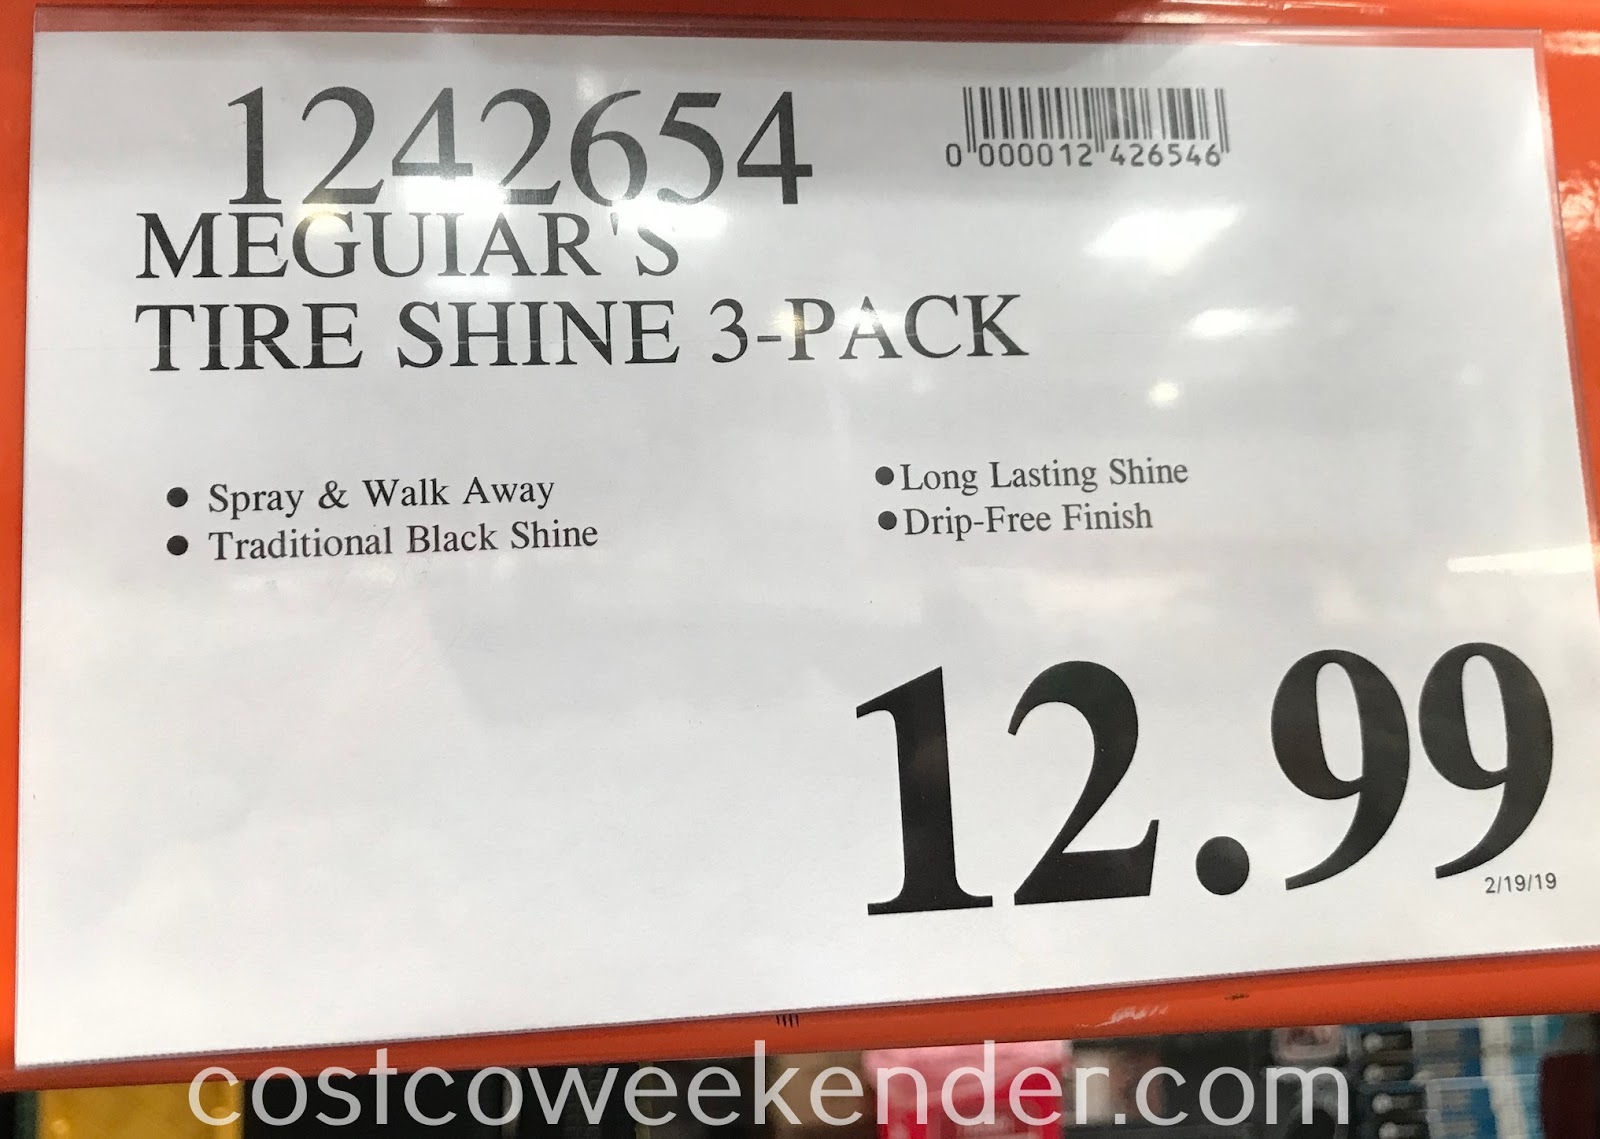 1242654
0 000012 426546
MEGUIAR'S
TIRE SHINE 3-PACK
● Spray & Walk Away
● Traditional Black Shine
● Long Lasting Shine
● Drip-Free Finish
12.99
2/19/19
costcoweekender.com